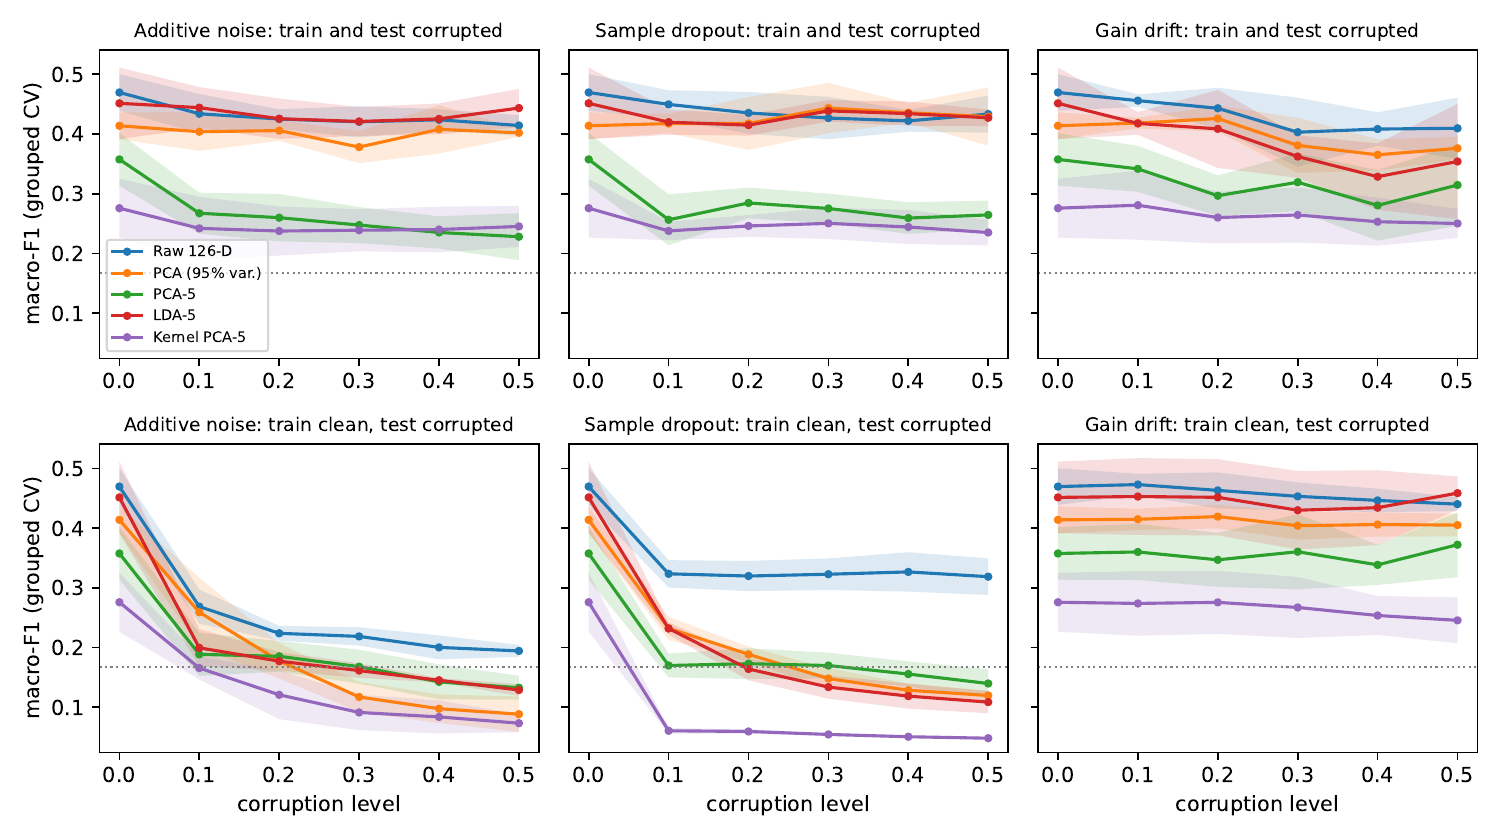 Additive noise: train and test corrupted
Sample dropout: train and test corrupted
Gain drift: train and test corrupted
macro-F1 (grouped CV)
0.5
0.4
0.3
0.2
0.1
Raw 126-D
PCA (95% var.)
PCA-5
LDA-5
Kernel PCA-5
0.0 0.1 0.2 0.3 0.4 0.5
0.0 0.1 0.2 0.3 0.4 0.5
0.0 0.1 0.2 0.3 0.4 0.5
Additive noise: train clean, test corrupted
Sample dropout: train clean, test corrupted
Gain drift: train clean, test corrupted
macro-F1 (grouped CV)
0.5
0.4
0.3
0.2
0.1
0.0 0.1 0.2 0.3 0.4 0.5
0.0 0.1 0.2 0.3 0.4 0.5
0.0 0.1 0.2 0.3 0.4 0.5
corruption level
corruption level
corruption level